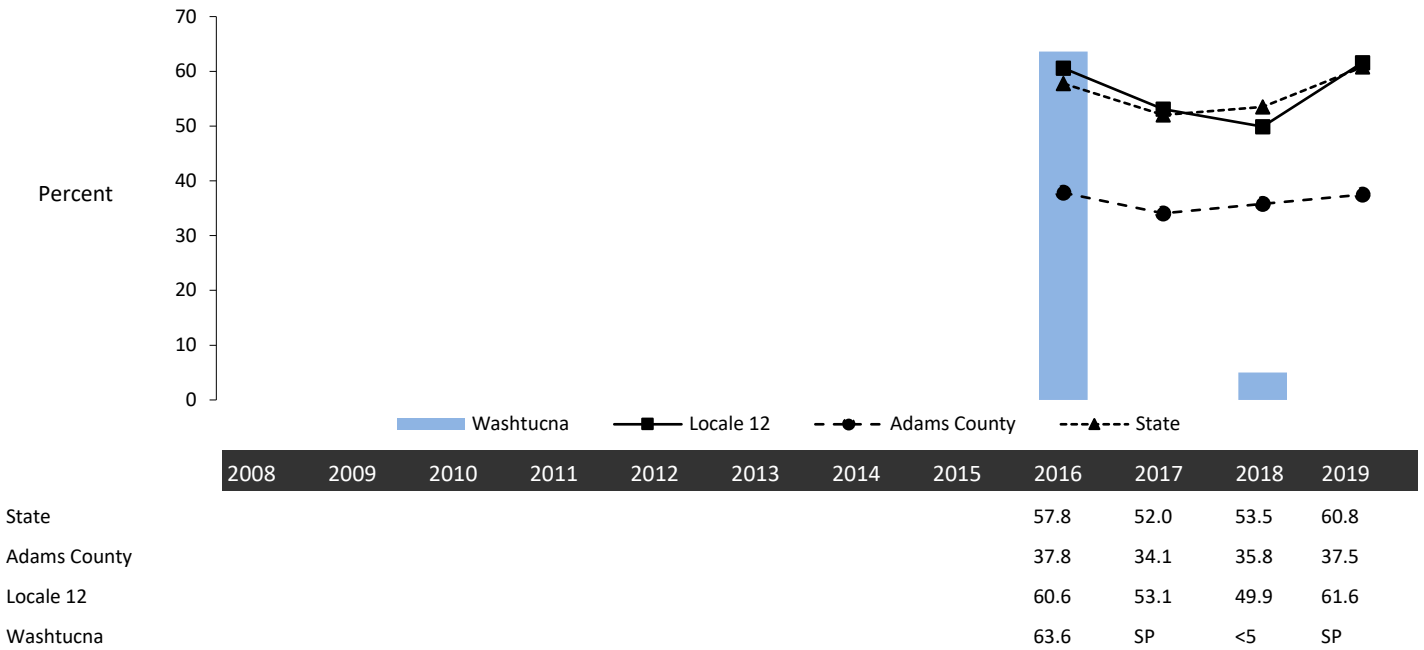 70
60
50
40
30
20
10
0
Percent
Washtucna Locale 12 Adams County State
2008 2009 2010 2011 2012 2013 2014 2015 2016 2017 2018 2019
State 57.8 52.0 53.5 60.8
Adams County 37.8 34.1 35.8 37.5
Locale 12 60.6 53.1 49.9 61.6
Washtucna 63.6 SP <5 SP